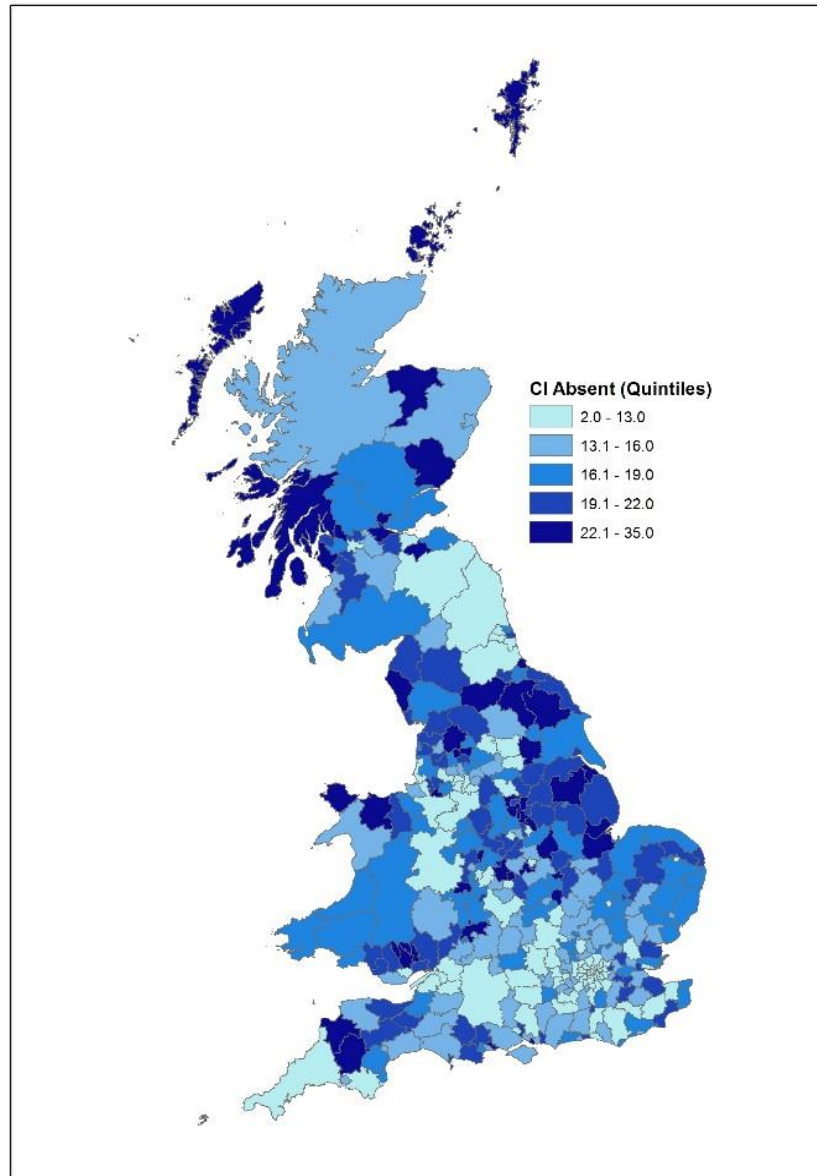 CI Absent (Quintiles)
2.0 - 13.0
13.1 - 16.0
16.1 - 19.0
19.1 - 22.0
22.1 - 35.0